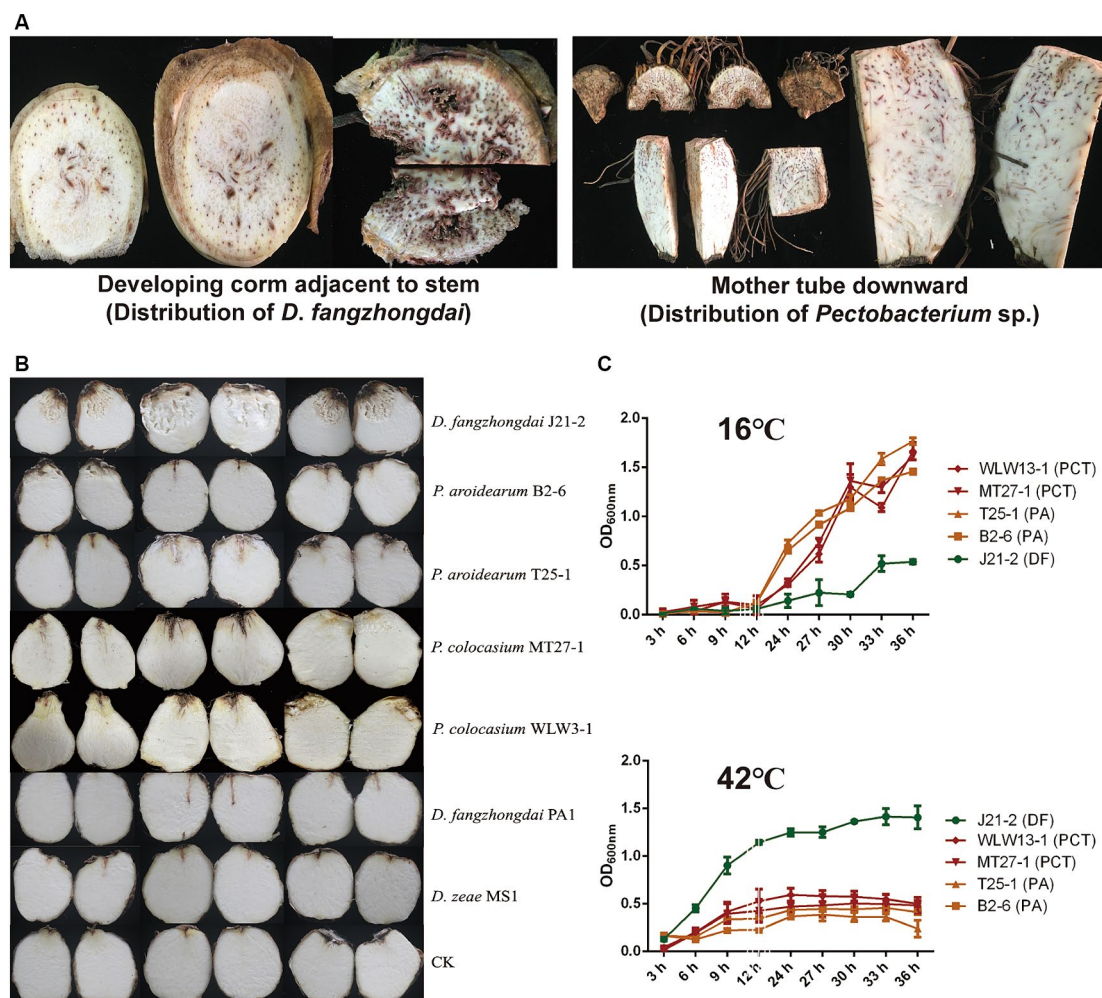 A
Developing corm adjacent to stem
(Distribution of D. fangzhongdai)
Mother tube downward
(Distribution of Pectobacterium sp.)
B
D. fangzhongdai J21-2
P. aroidearum B2-6
P. aroidearum T25-1
P. colocasium MT27-1
P. colocasium WLW3-1
D. fangzhongdai PA1
D. zeae MS1
CK
C
16℃
OD600nm
2.0
1.5
1.0
0.5
0.0
3 h
6 h
9 h
12 h
24 h
27 h
30 h
33 h
36 h
WLW13-1 (PCT)
MT27-1 (PCT)
T25-1 (PA)
B2-6 (PA)
J21-2 (DF)
42℃
OD600nm
2.0
1.5
1.0
0.5
0.0
3 h
6 h
9 h
12 h
24 h
27 h
30 h
33 h
36 h
J21-2 (DF)
WLW13-1 (PCT)
MT27-1 (PCT)
T25-1 (PA)
B2-6 (PA)